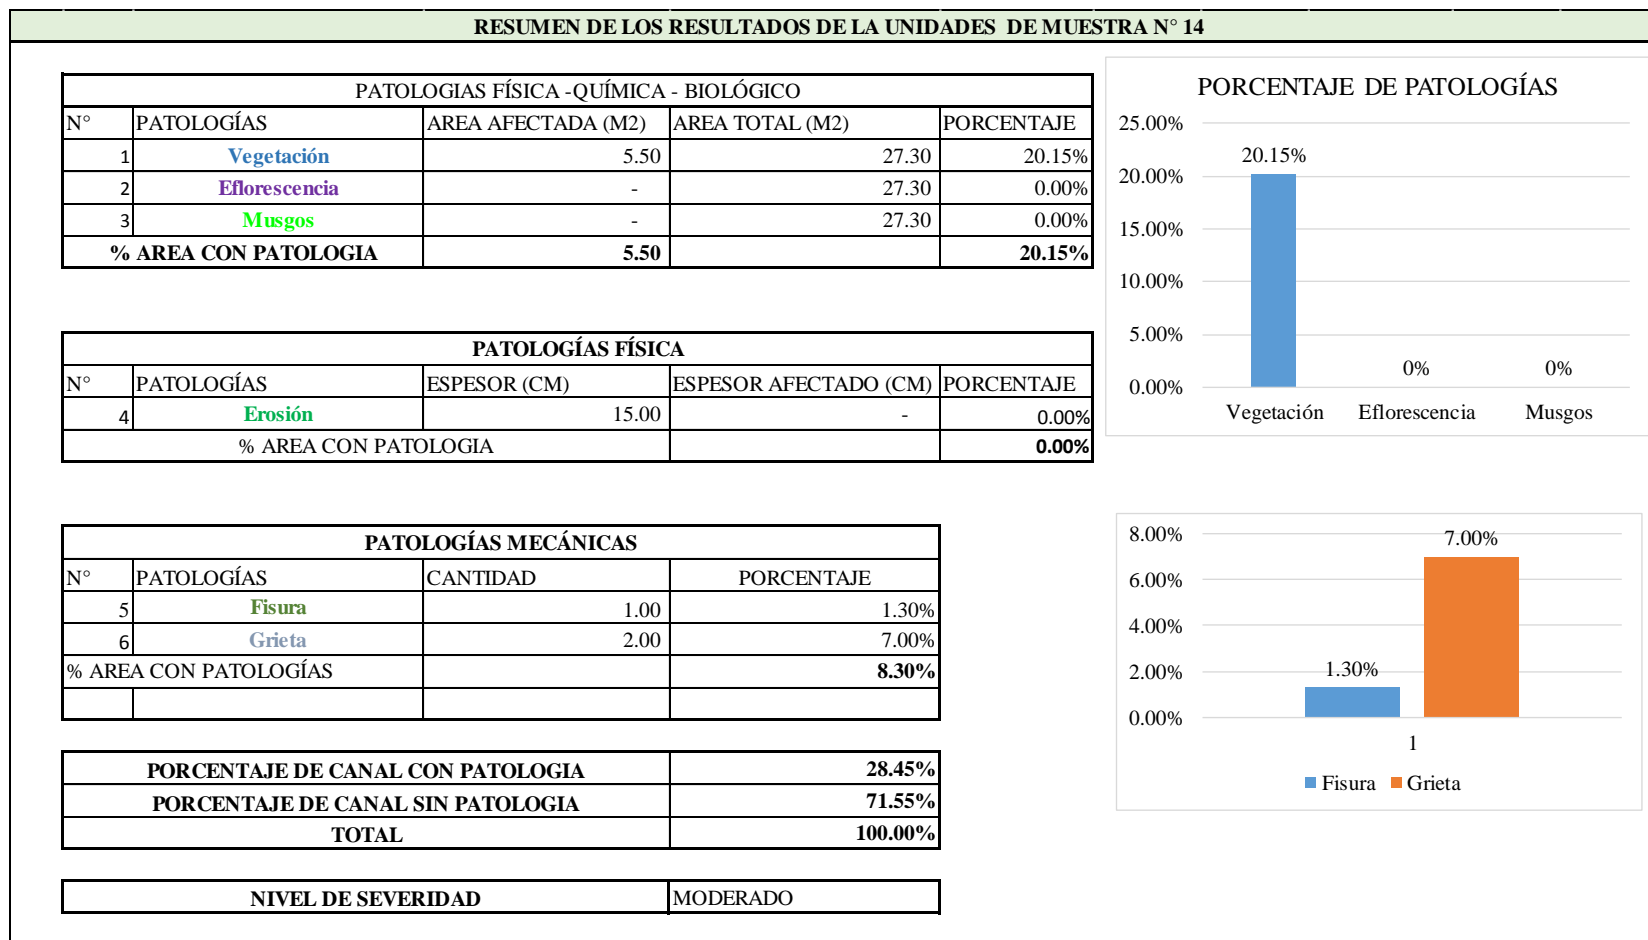 RESUMEN DE LOS RESULTADOS DE LA UNIDADES DE MUESTRA N° 14
PATOLOGIAS FÍSICA -QUÍMICA - BIOLÓGICO
N° PATOLOGÍAS AREA AFECTADA (M2) AREA TOTAL (M2) PORCENTAJE
1 Vegetación 5.50 27.30 20.15%
2 Eflorescencia - 27.30 0.00%
3 Musgos - 27.30 0.00%
% AREA CON PATOLOGIA 5.50 20.15%
PATOLOGÍAS FÍSICA
N° PATOLOGÍAS ESPESOR (CM) ESPESOR AFECTADO (CM) PORCENTAJE
4 Erosión 15.00 - 0.00%
% AREA CON PATOLOGIA 0.00%
PATOLOGÍAS MECÁNICAS
N° PATOLOGÍAS CANTIDAD PORCENTAJE
5 Fisura 1.00 1.30%
6 Grieta 2.00 7.00%
% AREA CON PATOLOGÍAS 8.30%
PORCENTAJE DE CANAL CON PATOLOGIA 28.45%
PORCENTAJE DE CANAL SIN PATOLOGIA 71.55%
TOTAL 100.00%
NIVEL DE SEVERIDAD MODERADO
PORCENTAJE DE PATOLOGÍAS
25.00%
20.15%
20.00%
15.00%
10.00%
5.00%
0% 0%
0.00%
Vegetación Eflorescencia Musgos
8.00%
7.00%
6.00%
4.00%
1.30%
2.00%
0.00%
1
Fisura Grieta